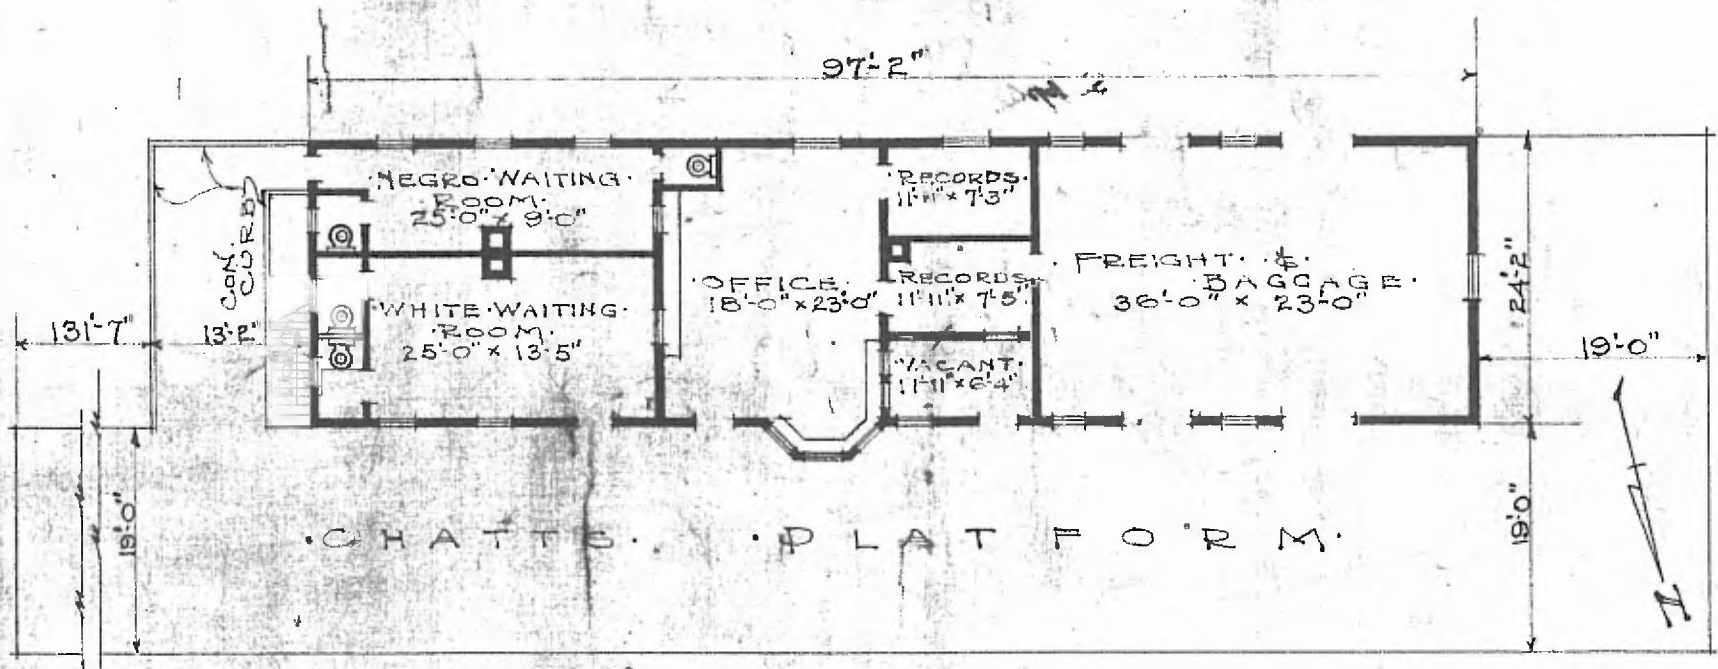 97'-2"
·NEGRO·WAITING·
·ROOM·
25'-0" x 9'-0"
·RECORDS·
11'-11" x 7'-3"
CON.
CURB
·OFFICE·
18'-0" x 23'-0"
·RECORDS·
11'-11" x 7'-5"
·FREIGHT· &·
·BAGGAGE·
36'-0" x 23'-0"
24'-2"
131'-7"
13'-2"
·WHITE·WAITING·
·ROOM·
25'-0" x 13'-5"
·VACANT·
11'-11" x 6'-4"
19'-0"
19'-0"
·CHATTS· ·PLATFORM·
19'-0"
N